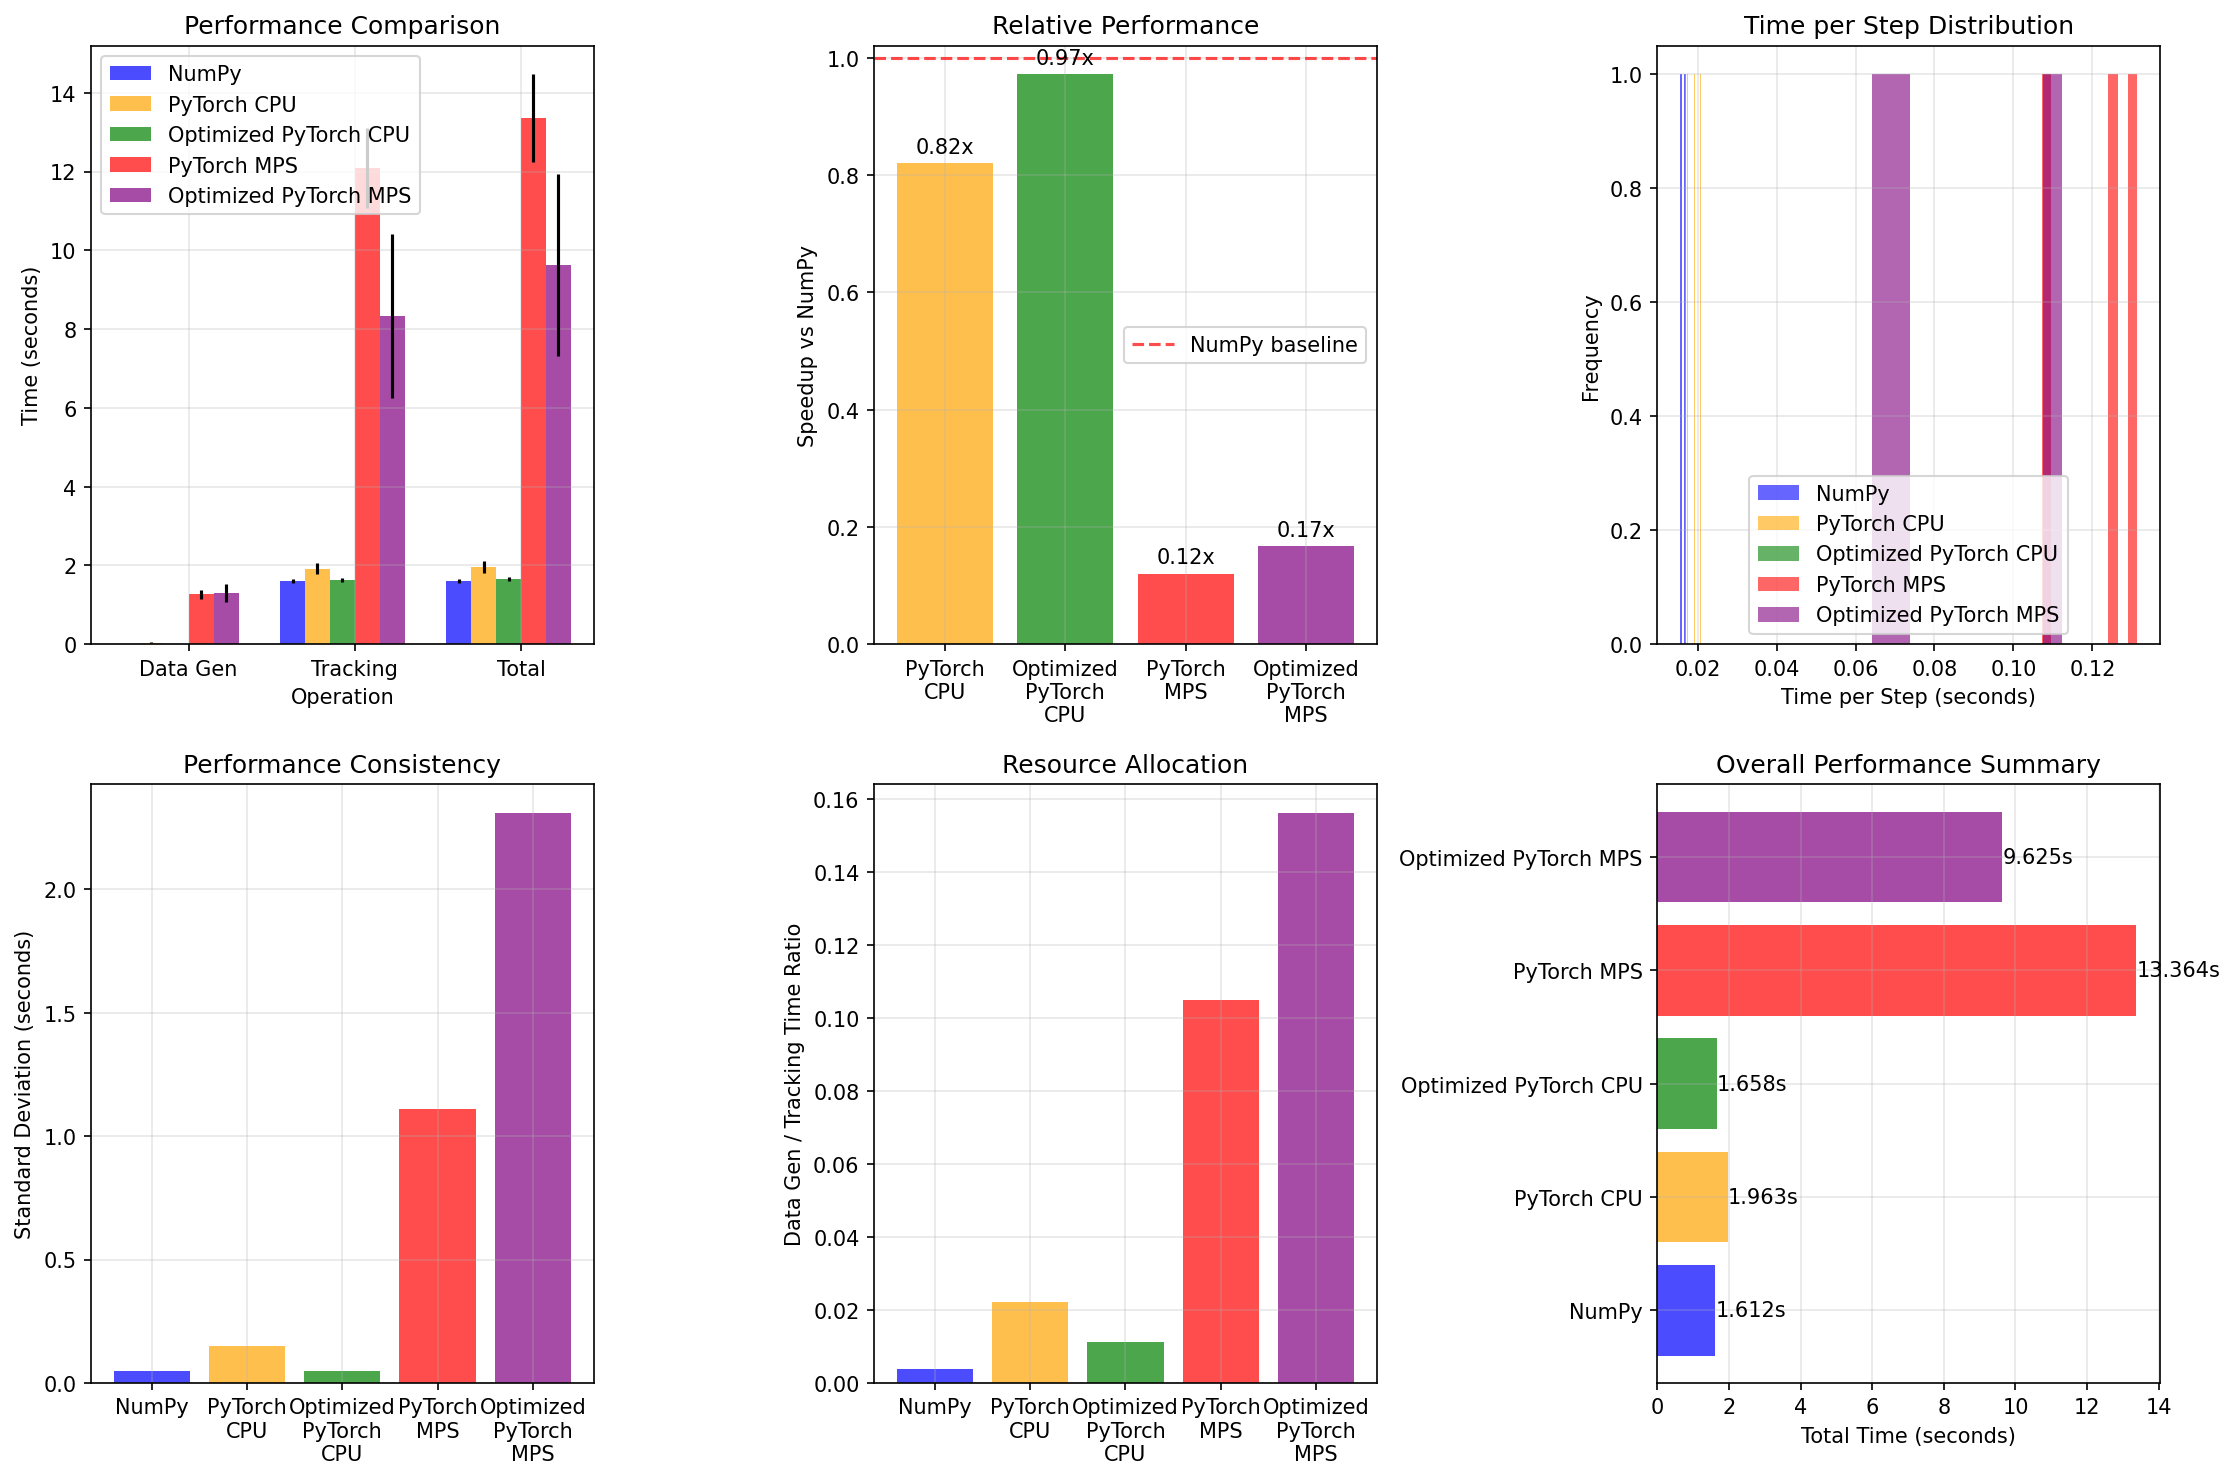 Performance Comparison
NumPy
PyTorch CPU
Optimized PyTorch CPU
PyTorch MPS
Optimized PyTorch MPS
Time (seconds)
14
12
10
8
6
4
2
0
Data Gen
Tracking
Total
Operation
Relative Performance
Speedup vs NumPy
1.0
0.8
0.6
0.4
0.2
0.0
0.82x
0.97x
0.12x
0.17x
NumPy baseline
PyTorch
CPU
Optimized
PyTorch
CPU
PyTorch
MPS
Optimized
PyTorch
MPS
Time per Step Distribution
Frequency
1.0
0.8
0.6
0.4
0.2
0.0
NumPy
PyTorch CPU
Optimized PyTorch CPU
PyTorch MPS
Optimized PyTorch MPS
0.02
0.04
0.06
0.08
0.10
0.12
Time per Step (seconds)
Performance Consistency
Standard Deviation (seconds)
2.0
1.5
1.0
0.5
0.0
NumPy
PyTorch
CPU
Optimized
PyTorch
CPU
PyTorch
MPS
Optimized
PyTorch
MPS
Resource Allocation
Data Gen / Tracking Time Ratio
0.16
0.14
0.12
0.10
0.08
0.06
0.04
0.02
0.00
NumPy
PyTorch
CPU
Optimized
PyTorch
CPU
PyTorch
MPS
Optimized
PyTorch
MPS
Overall Performance Summary
Optimized PyTorch MPS
9.625s
PyTorch MPS
13.364s
Optimized PyTorch CPU
1.658s
PyTorch CPU
1.963s
NumPy
1.612s
0
2
4
6
8
10
12
14
Total Time (seconds)